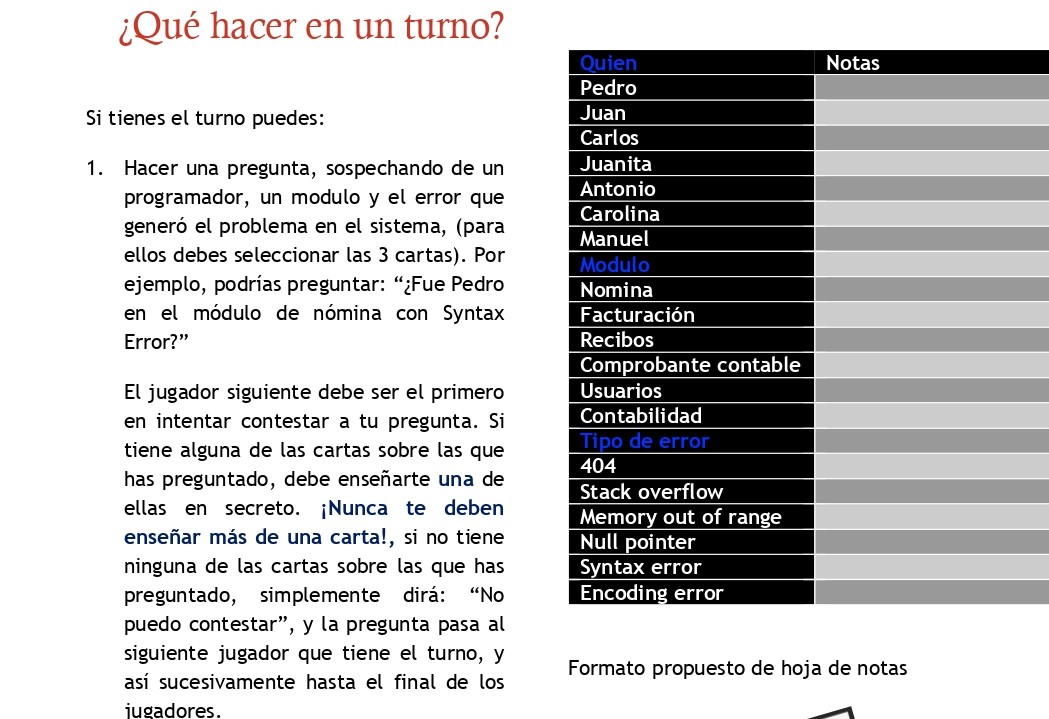 ¿Qué hacer en un turno?
Si tienes el turno puedes:
1. Hacer una pregunta, sospechando de un
programador, un modulo y el error que
generó el problema en el sistema, (para
ellos debes seleccionar las 3 cartas). Por
ejemplo, podrías preguntar: “¿Fue Pedro
en el módulo de nómina con Syntax
Error?”
El jugador siguiente debe ser el primero
en intentar contestar a tu pregunta. Si
tiene alguna de las cartas sobre las que
has preguntado, debe enseñarte una de
ellas en secreto. ¡Nunca te deben
enseñar más de una carta!, si no tiene
ninguna de las cartas sobre las que has
preguntado, simplemente dirá: “No
puedo contestar”, y la pregunta pasa al
siguiente jugador que tiene el turno, y
así sucesivamente hasta el final de los
jugadores.
Quien Notas
Pedro
Juan
Carlos
Juanita
Antonio
Carolina
Manuel
Modulo
Nomina
Facturación
Recibos
Comprobante contable
Usuarios
Contabilidad
Tipo de error
404
Stack overflow
Memory out of range
Null pointer
Syntax error
Encoding error
Formato propuesto de hoja de notas